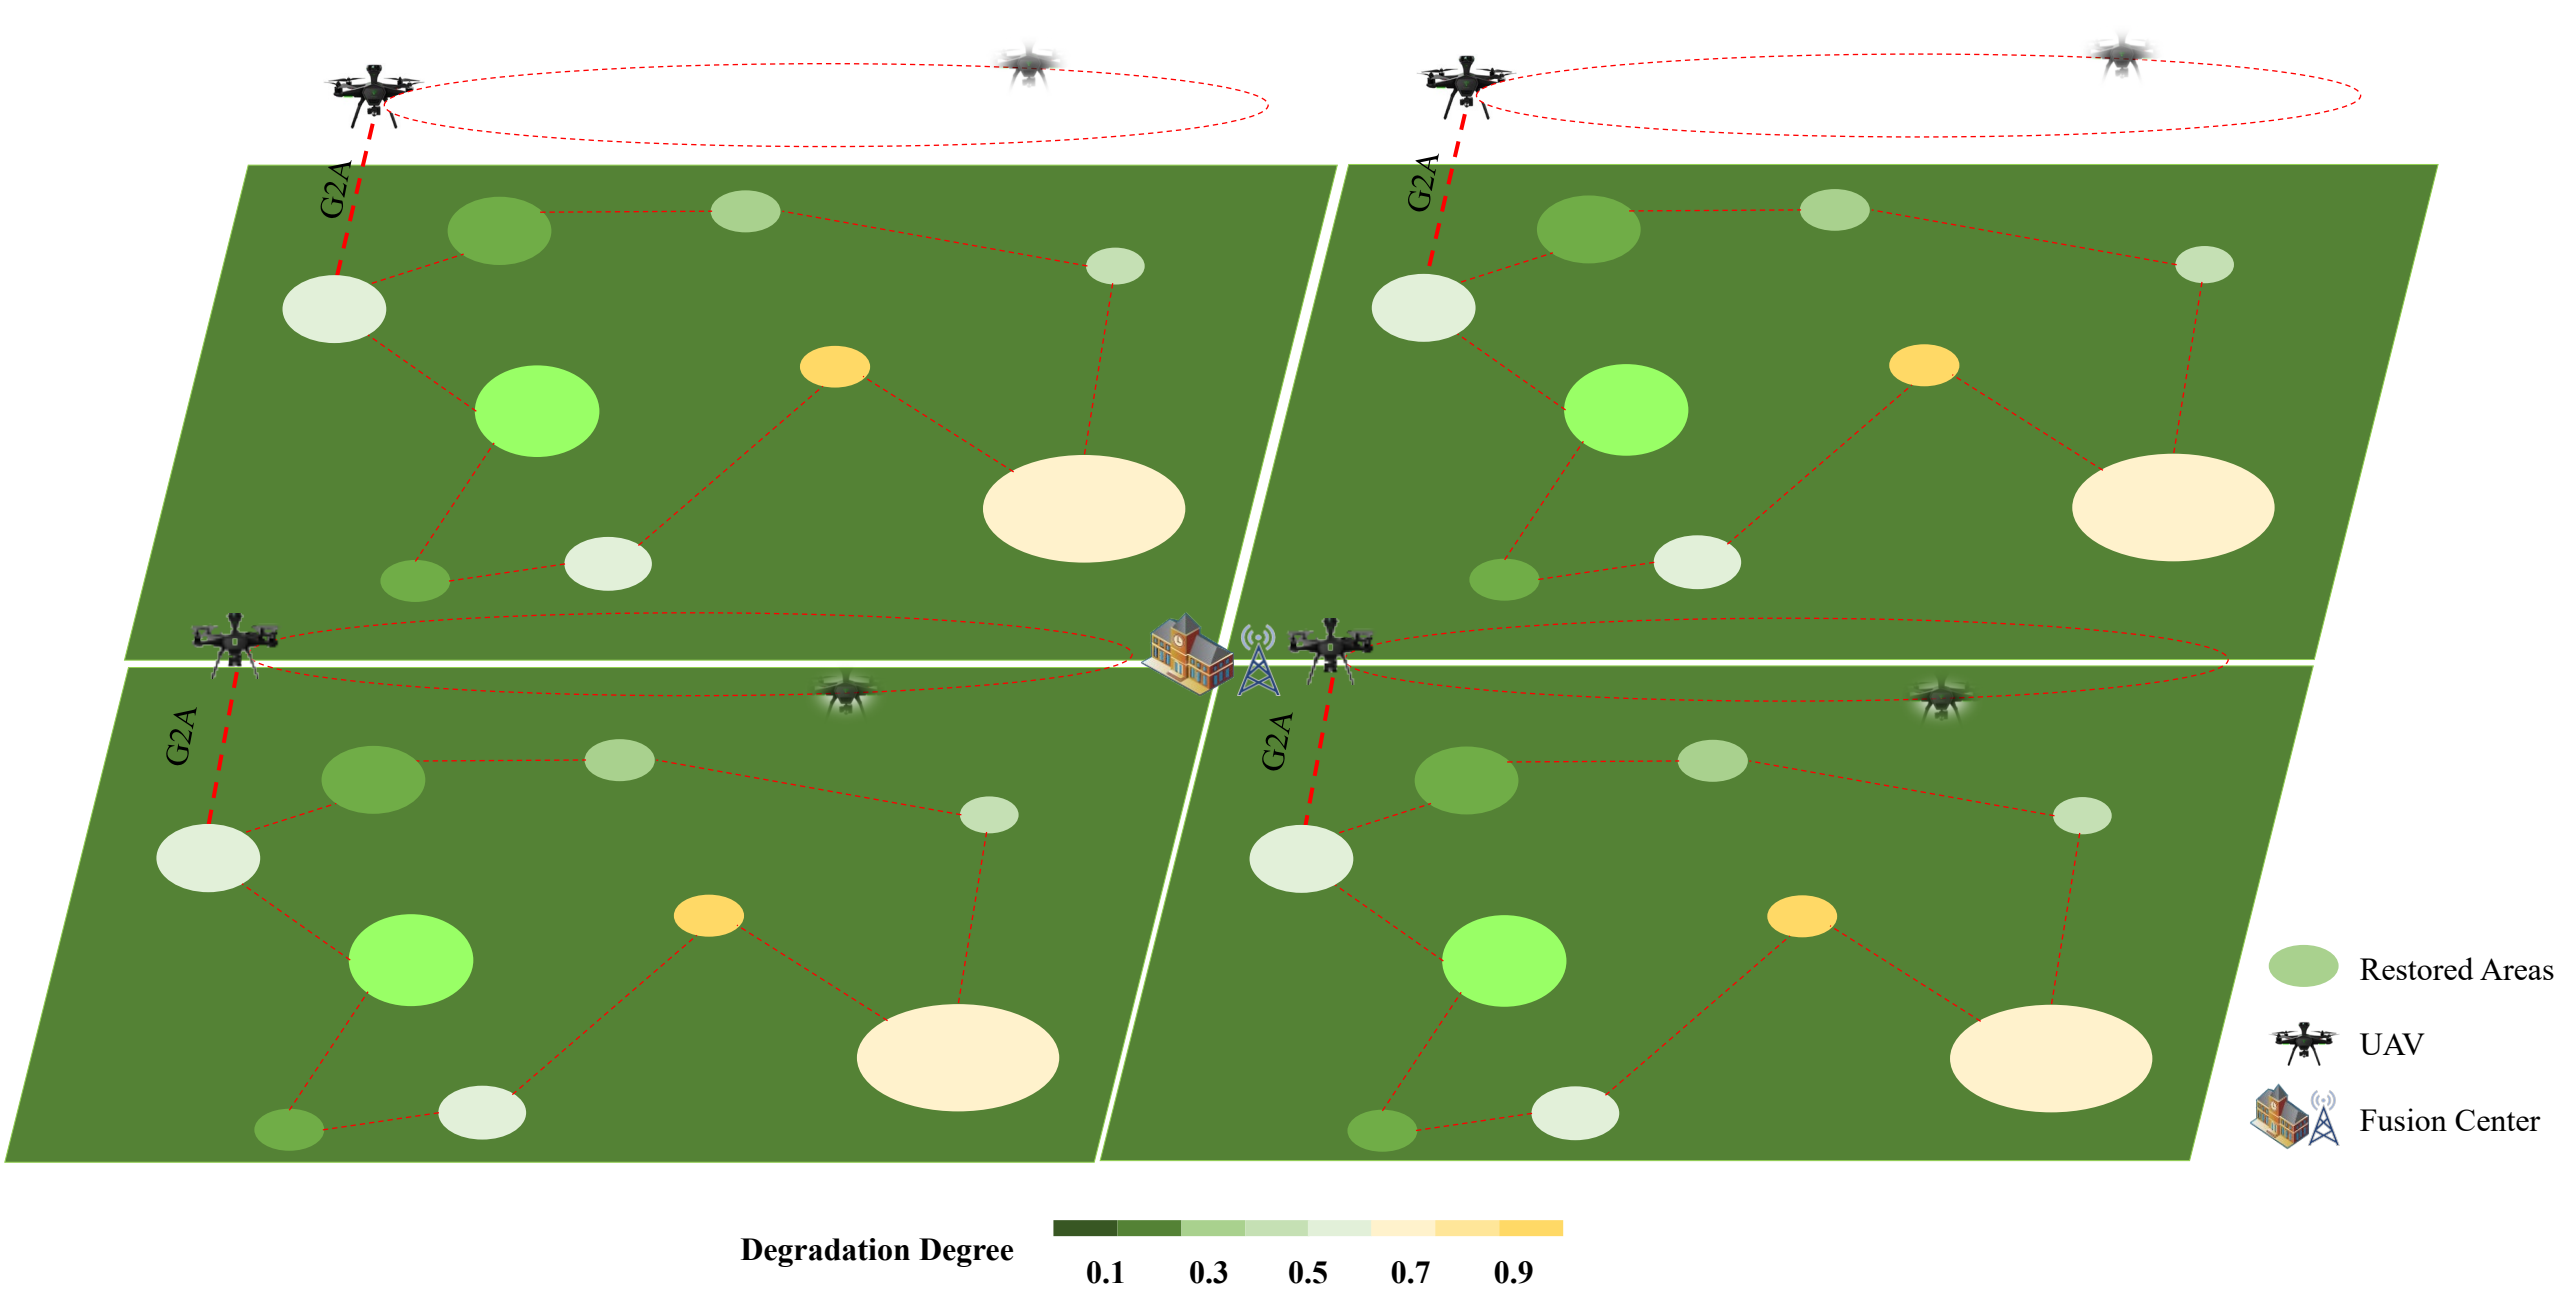 G2A
G2A
G2A
G2A
Restored Areas
UAV
Fusion Center
Degradation Degree
0.1 0.3 0.5 0.7 0.9